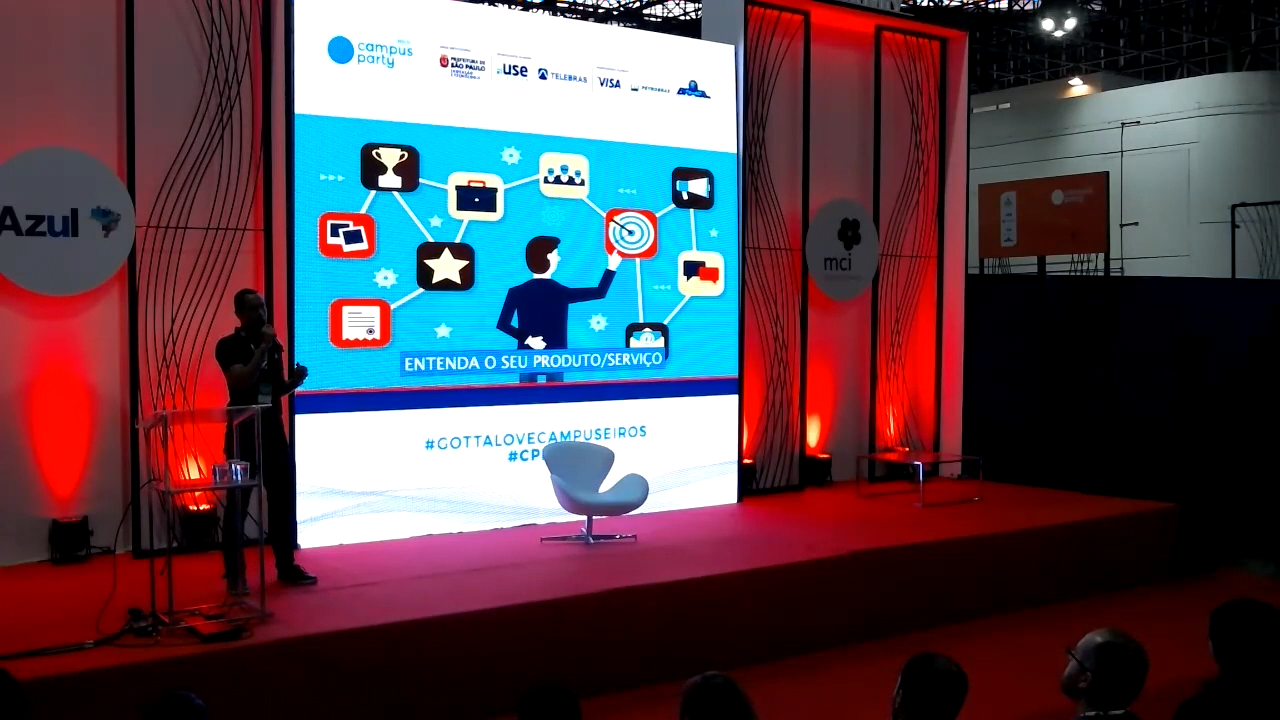 campus
party
PREFEITURA DE
SÃO PAULO
use
TELEBRAS
VISA
PETROBRAS
Azul
mci
ENTENDA O SEU PRODUTO/SERVIÇO
#GOTTALOVECAMPUSEIROS
#CP